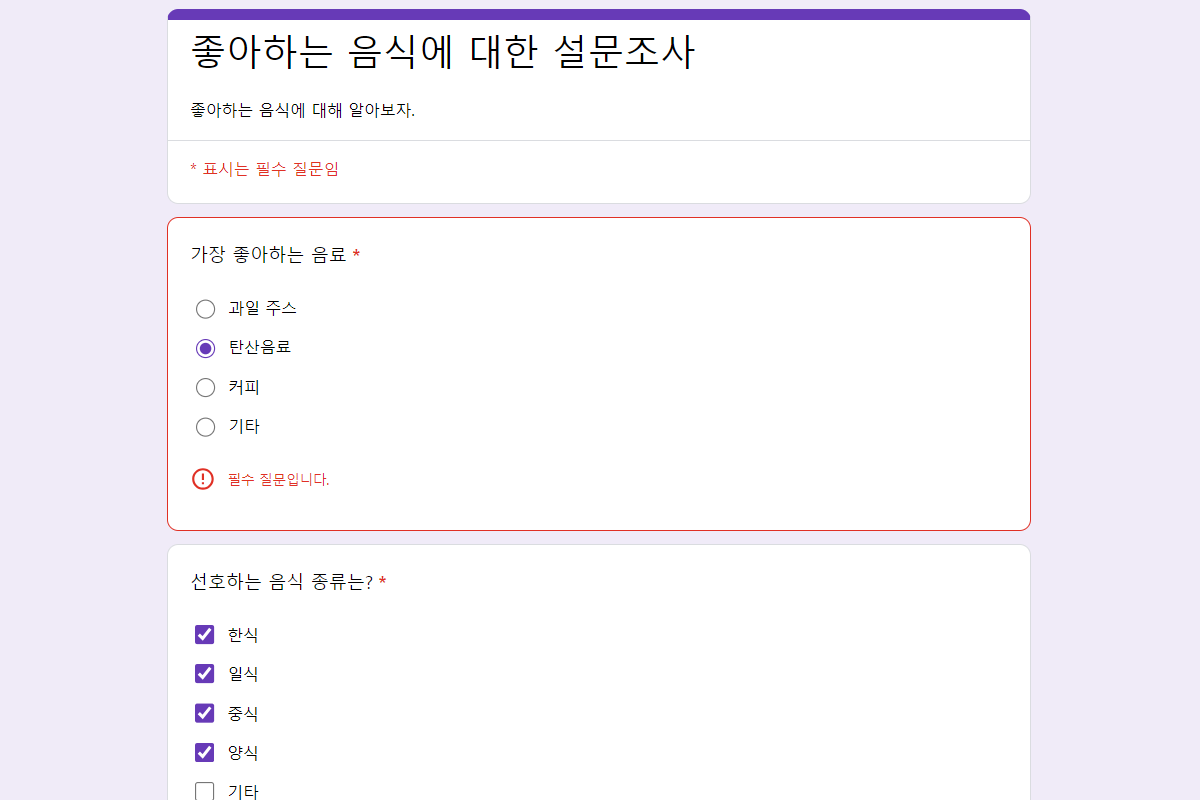 좋아하는 음식에 대한 설문조사
좋아하는 음식에 대해 알아보자.
* 표시는 필수 질문임
가장 좋아하는 음료 *
과일 주스
탄산음료
커피
기타
필수 질문입니다.
선호하는 음식 종류는? *
한식
일식
중식
양식
기타